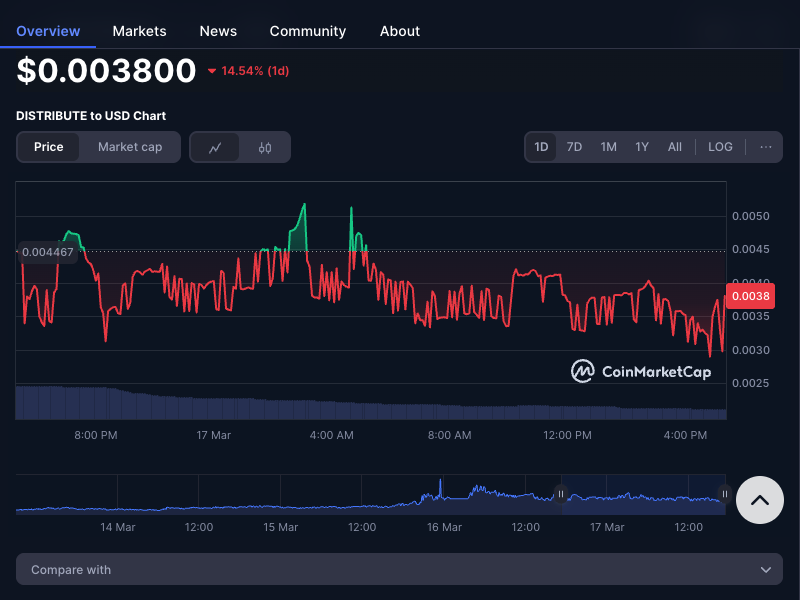 Overview Markets News Community About
$0.003800 14.54% (1d)
DISTRIBUTE to USD Chart
Price Market cap 1D 7D 1M 1Y All LOG ...
0.0050
0.004467 0.0045
0.0040
0.0038
0.0035
0.0030
CoinMarketCap
0.0025
8:00 PM 17 Mar 4:00 AM 8:00 AM 12:00 PM 4:00 PM
14 Mar 12:00 15 Mar 12:00 16 Mar 12:00 17 Mar 12:00
Compare with